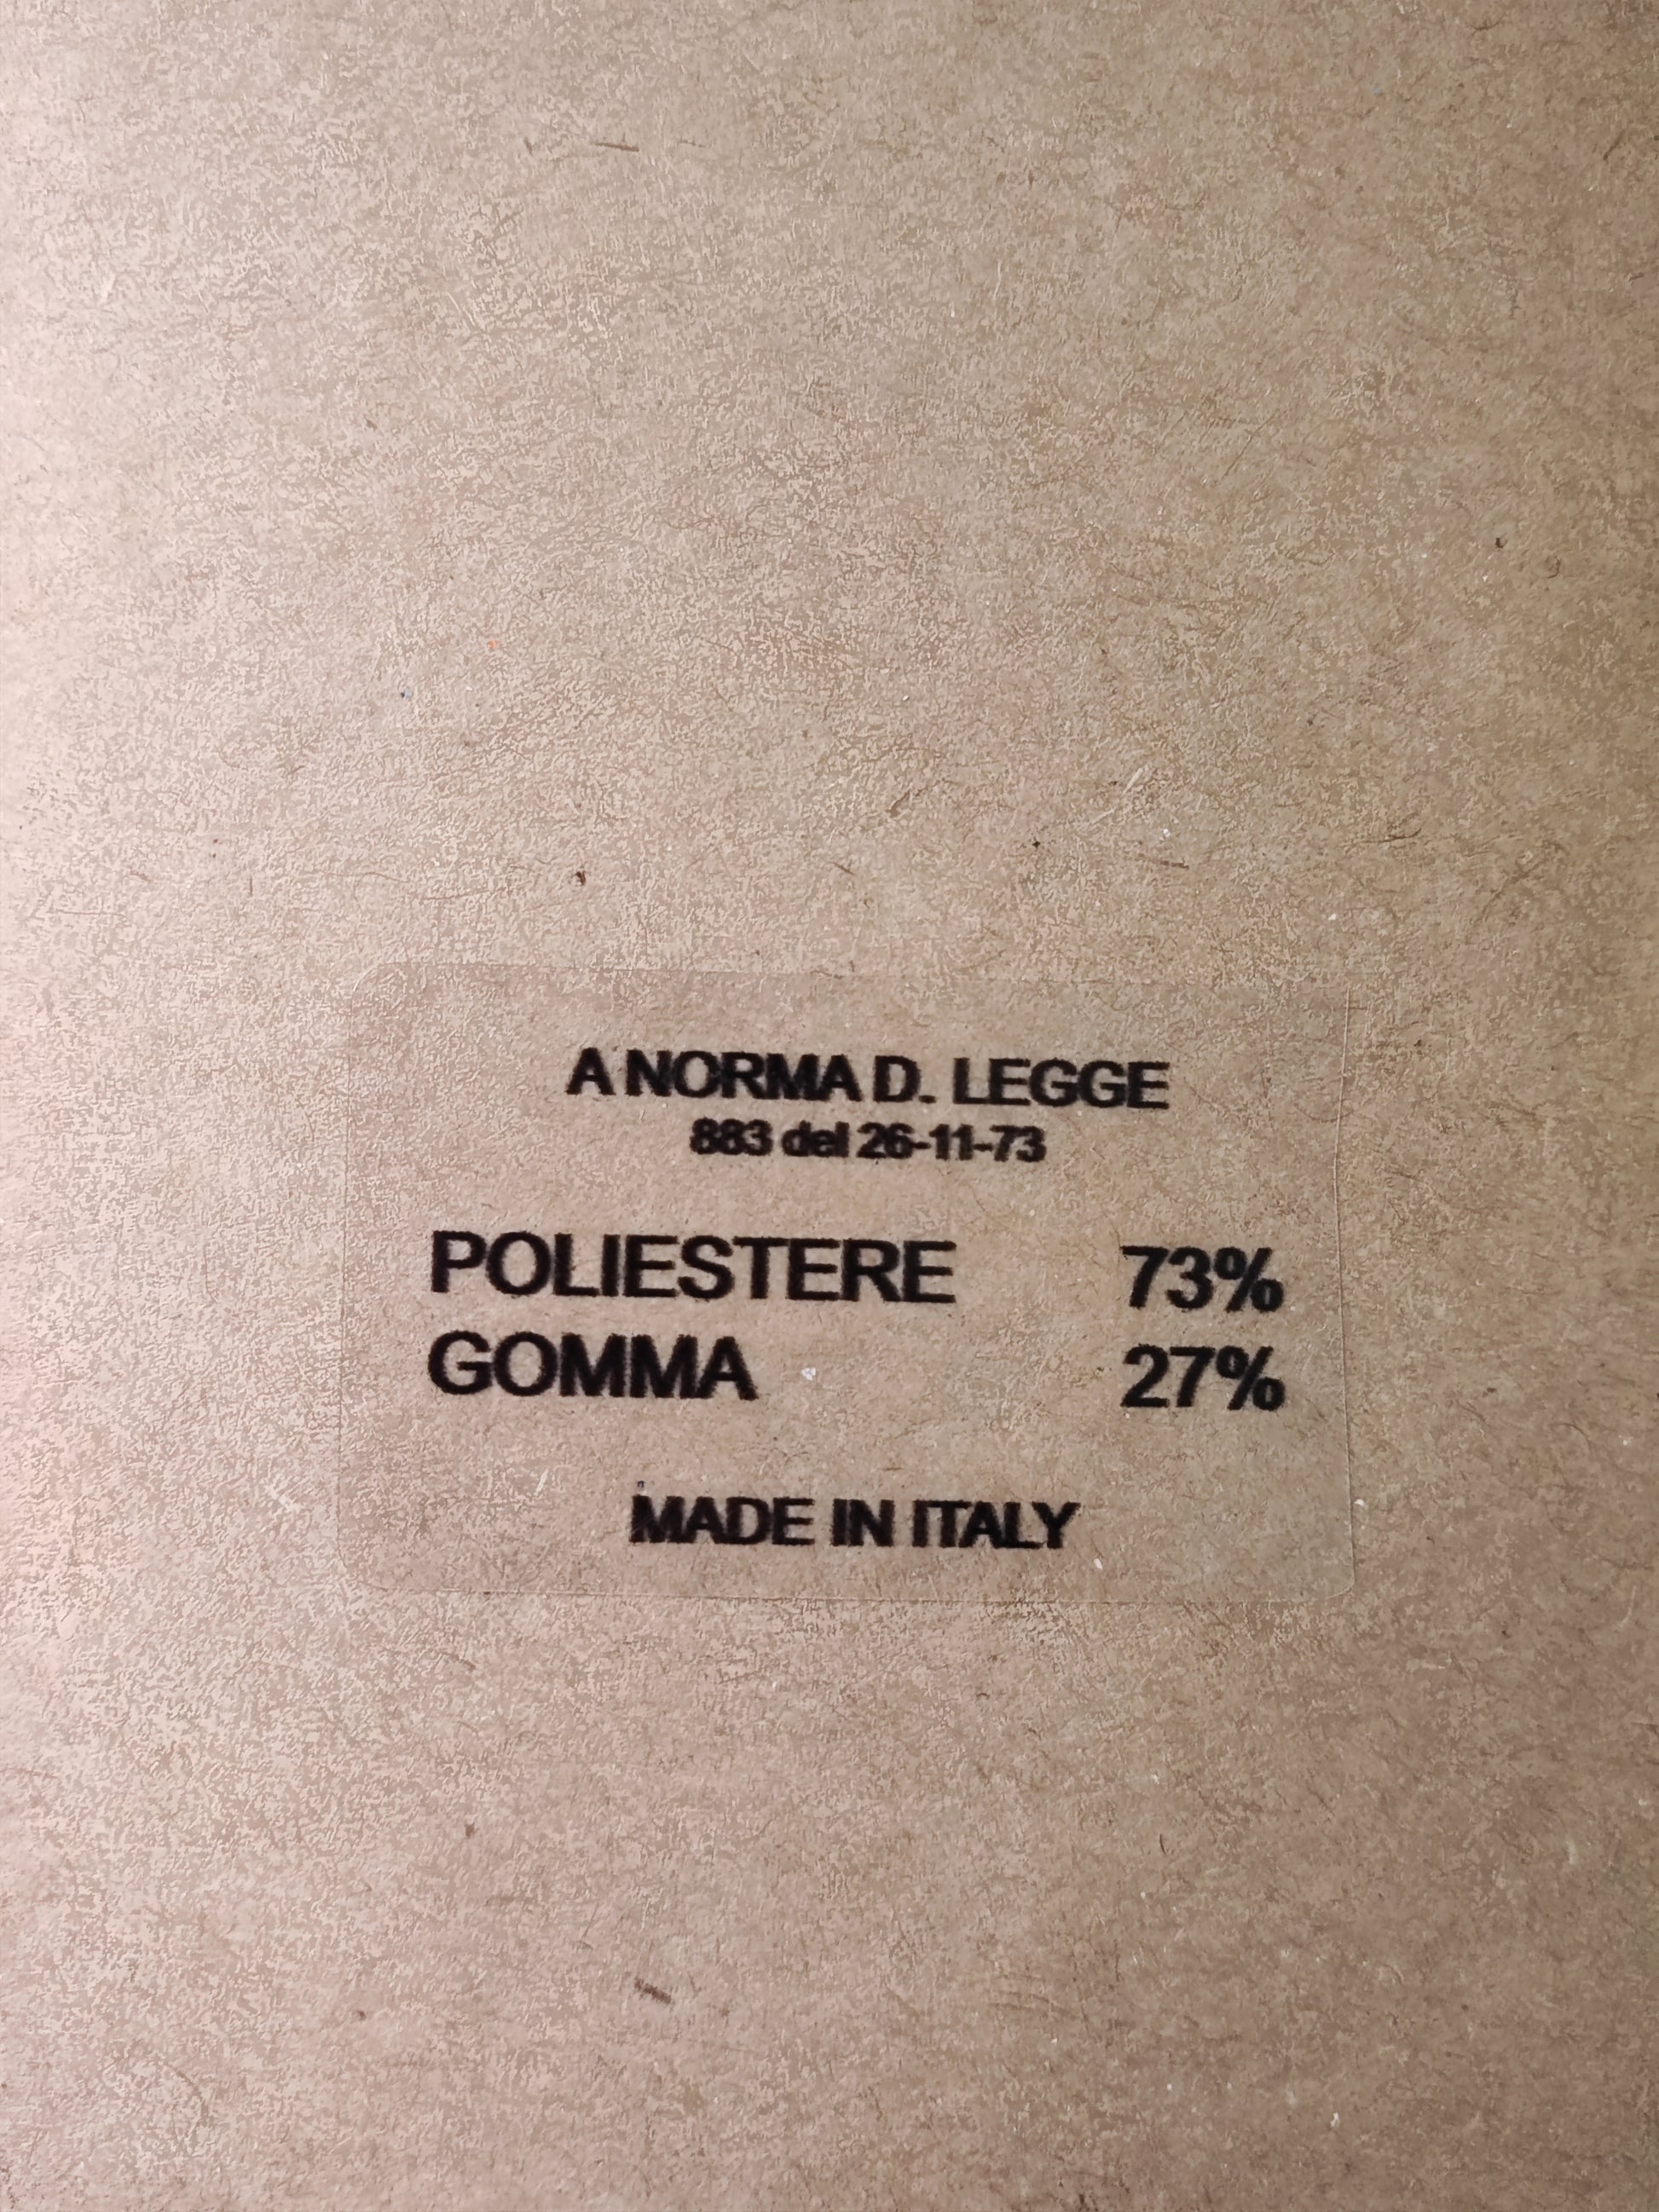 A NORMA D. LEGGE
883 del 26-11-73
POLIESTERE 73%
GOMMA 27%
MADE IN ITALY